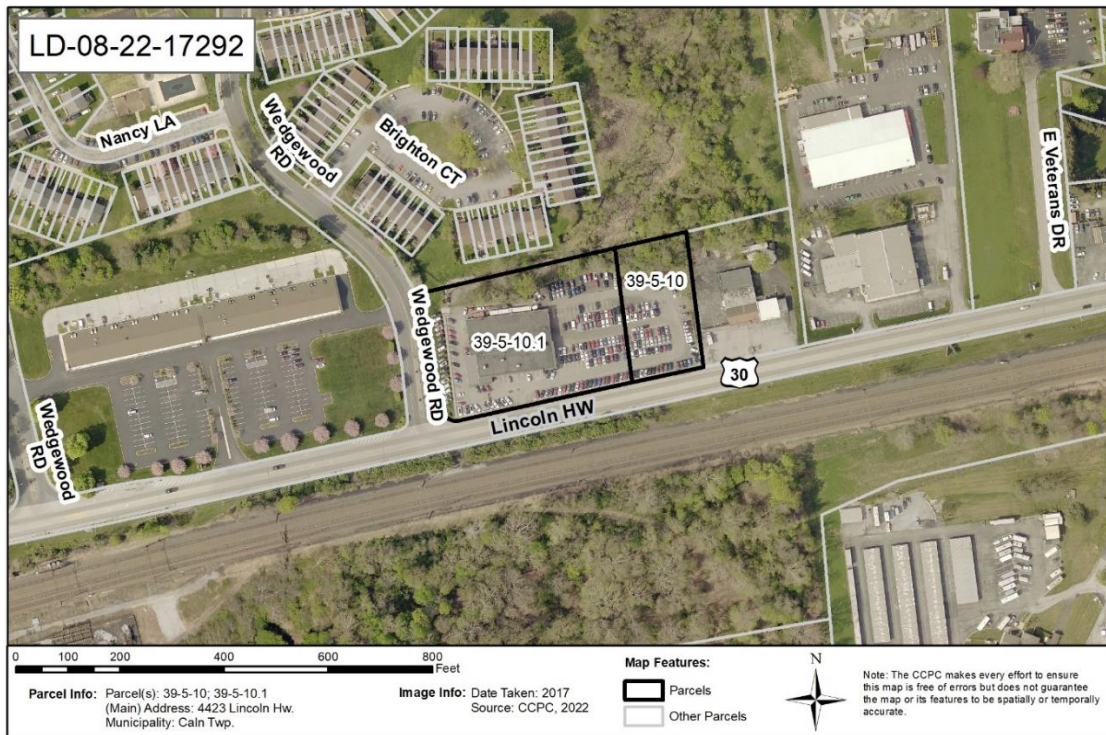 LD-08-22-17292
Nancy LA
Wedgewood
RD
Brighton CT
E Veterans DR
39-5-10
39-5-10.1
Wedgewood RD
30
Lincoln HW
Wedgewood
RD
0 100 200 400 600 800
Feet
Parcel Info: Parcel(s): 39-5-10; 39-5-10.1
(Main) Address: 4423 Lincoln Hw.
Municipality: Caln Twp.
Image Info: Date Taken: 2017
Source: CCPC, 2022
Map Features:
Parcels
Other Parcels
N
Note: The CCPC makes every effort to ensure
this map is free of errors but does not guarantee
the map or its features to be spatially or temporally
accurate.